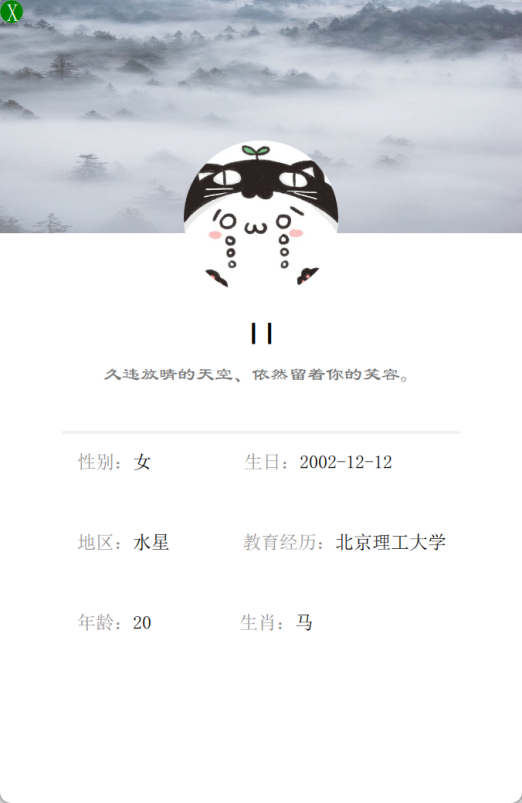 X
I I
久违放晴的天空、依然留着你的笑容。
性别：女 生日：2002-12-12
地区：水星 教育经历：北京理工大学
年龄：20 生肖：马